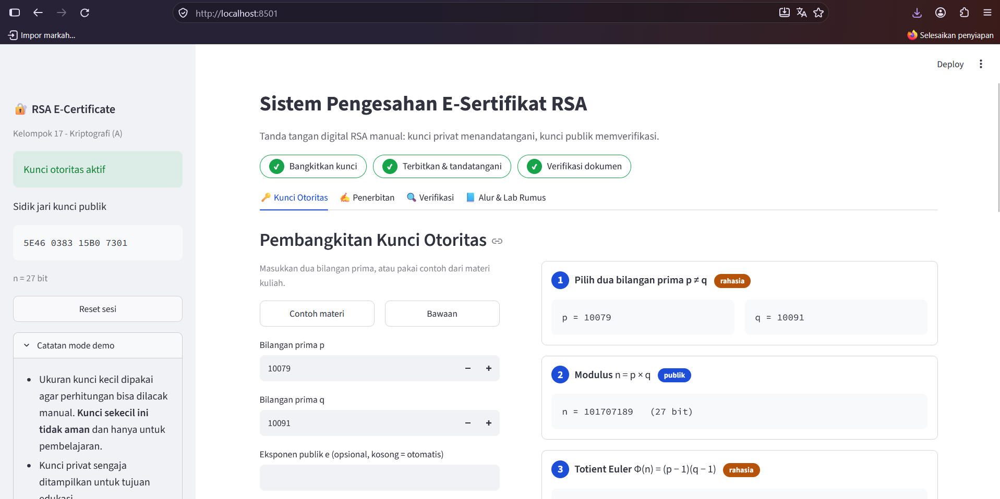 http://localhost:8501
Impor markah...
Selesaikan penyiapan
Deploy
RSA E-Certificate
Kelompok 17 - Kriptografi (A)
Kunci otoritas aktif
Sidik jari kunci publik
5E46 0383 15B0 7301
n = 27 bit
Reset sesi
Catatan mode demo
Ukuran kunci kecil dipakai
agar perhitungan bisa dilacak
manual. Kunci sekecil ini
tidak aman dan hanya untuk
pembelajaran.
Kunci privat sengaja
ditampilkan untuk tujuan
edukasi.
Sistem Pengesahan E-Sertifikat RSA
Tanda tangan digital RSA manual: kunci privat menandatangani, kunci publik memverifikasi.
Bangkitkan kunci
Terbitkan & tandatangani
Verifikasi dokumen
Kunci Otoritas
Penerbitan
Verifikasi
Alur & Lab Rumus
Pembangkitan Kunci Otoritas
Masukkan dua bilangan prima, atau pakai contoh dari materi
kuliah.
Contoh materi
Bawaan
Bilangan prima p
10079
Bilangan prima q
10091
Eksponen publik e (opsional, kosong = otomatis)
1 Pilih dua bilangan prima p ≠ q rahasia
p = 10079
q = 10091
2 Modulus n = p × q publik
n = 101707189 (27 bit)
3 Totient Euler Φ(n) = (p − 1)(q − 1) rahasia